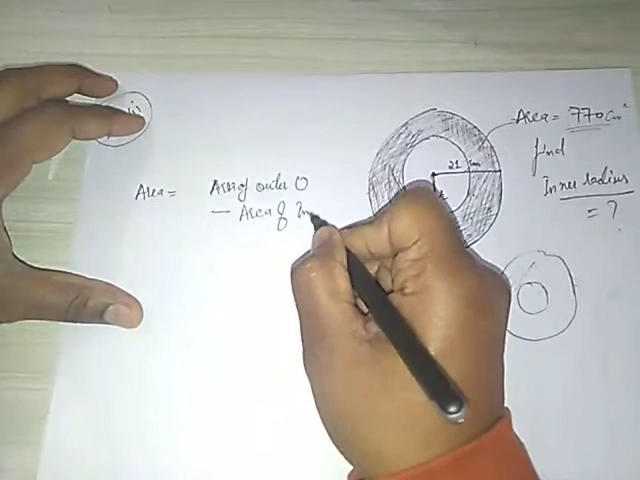 Area = 770 cm²
find
21 cm
Inner radius
= ?
Area = Area of outer O
— Area of In